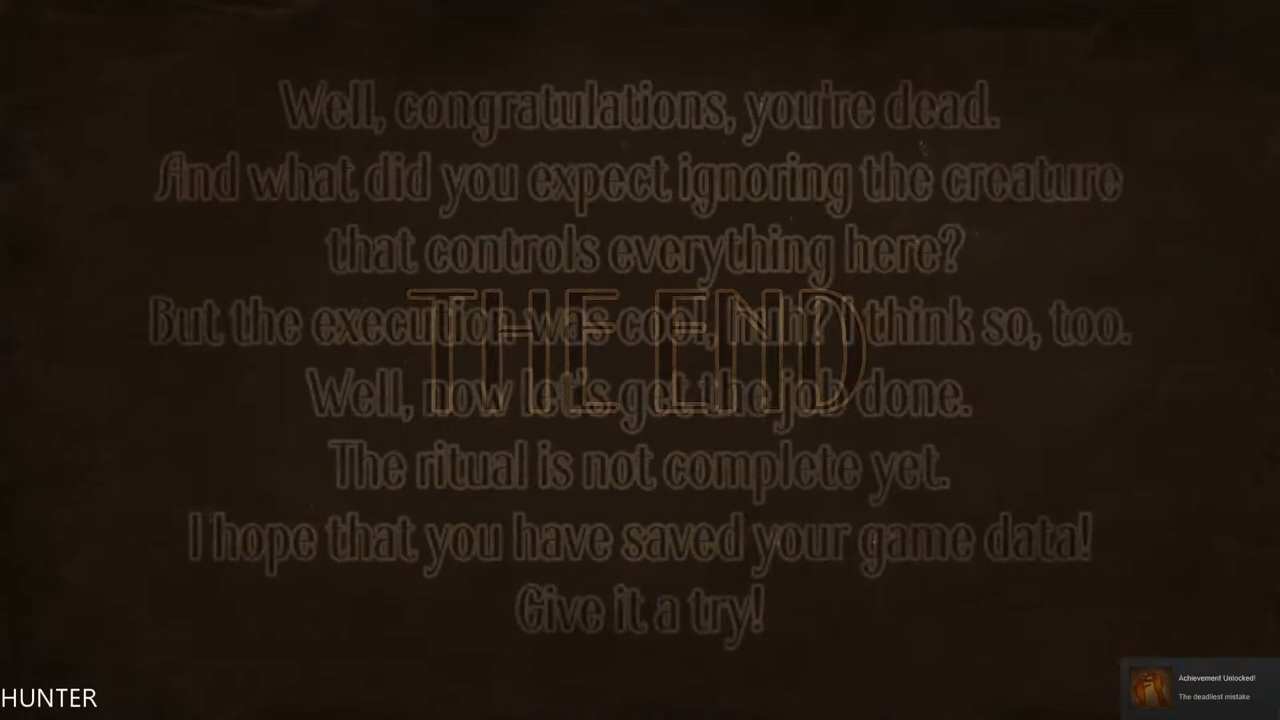 Well, congratulations, you're dead.
And what did you expect ignoring the creature
that controls everything here?
But the execution was cool, huh? I think so, too.
THE END
Well, now let's get the job done.
The ritual is not complete yet.
I hope that you have saved your game data!
Give it a try!
HUNTER
Achievement Unlocked!
The deadliest mistake